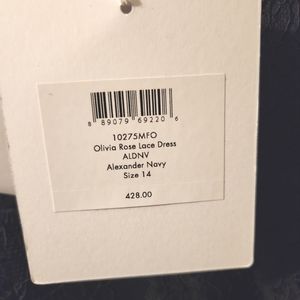 8 89079 69220 6
10275MFO
Olivia Rose Lace Dress
ALDNV
Alexander Navy
Size 14
428.00